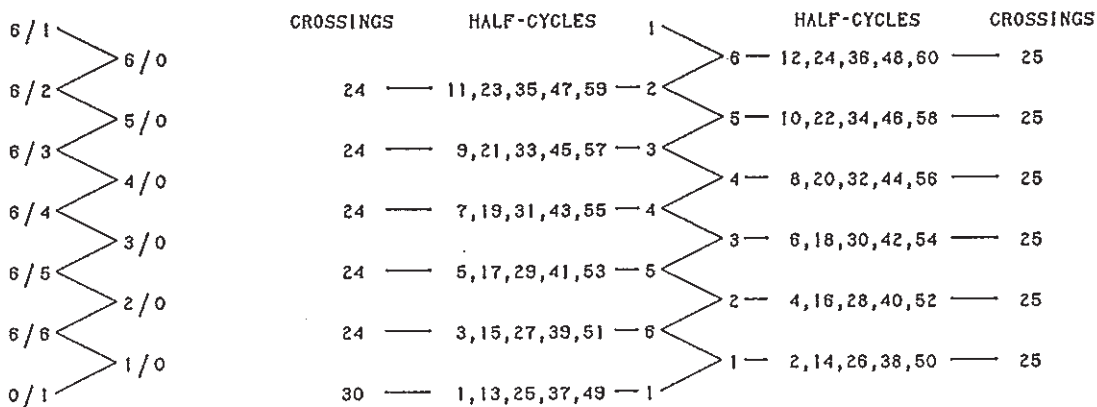 CROSSINGS HALF-CYCLES HALF-CYCLES CROSSINGS
6/1 1
6/0 6 — 12,24,36,48,60 — 25
6/2 24 — 11,23,35,47,59 — 2
5/0 5 — 10,22,34,46,58 — 25
6/3 24 — 9,21,33,45,57 — 3
4/0 4 — 8,20,32,44,56 — 25
6/4 24 — 7,19,31,43,55 — 4
3/0 3 — 6,18,30,42,54 — 25
6/5 24 — 5,17,29,41,53 — 5
2/0 2 — 4,16,28,40,52 — 25
6/6 24 — 3,15,27,39,51 — 6
1/0 1 — 2,14,26,38,50 — 25
0/1 30 — 1,13,25,37,49 — 1